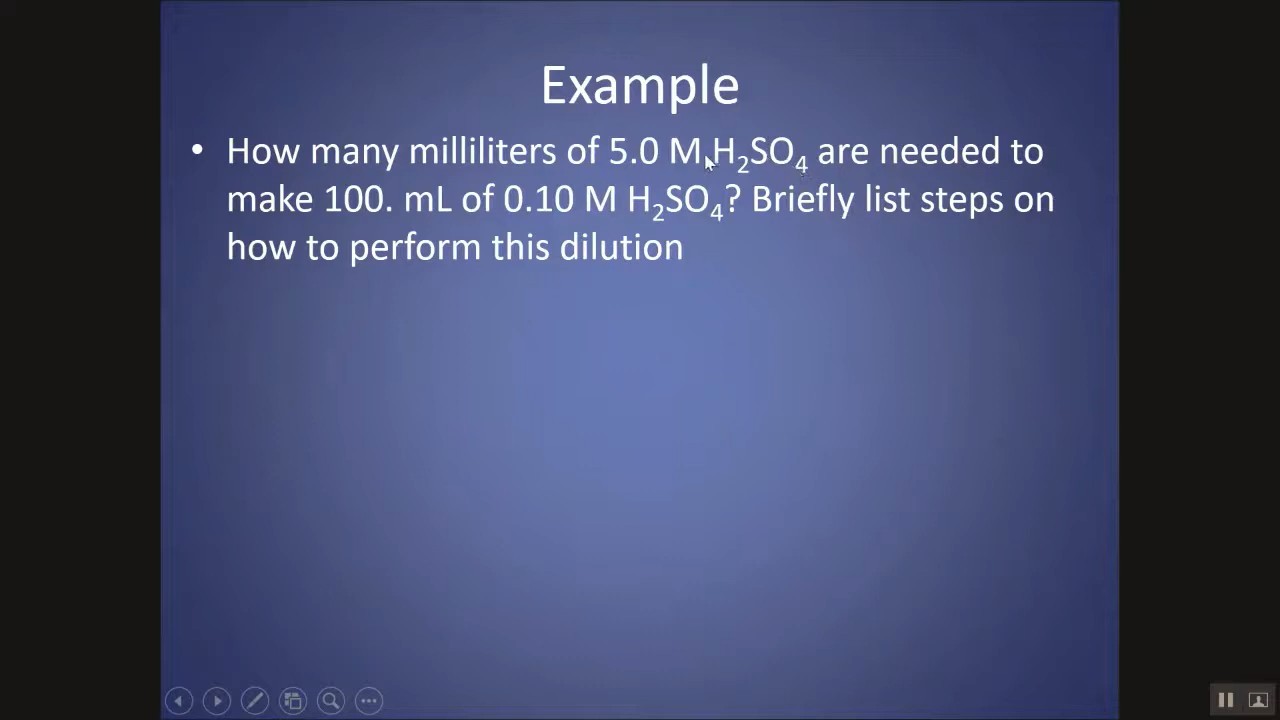 Example
• How many milliliters of 5.0 M H₂SO₄ are needed to
make 100. mL of 0.10 M H₂SO₄? Briefly list steps on
how to perform this dilution